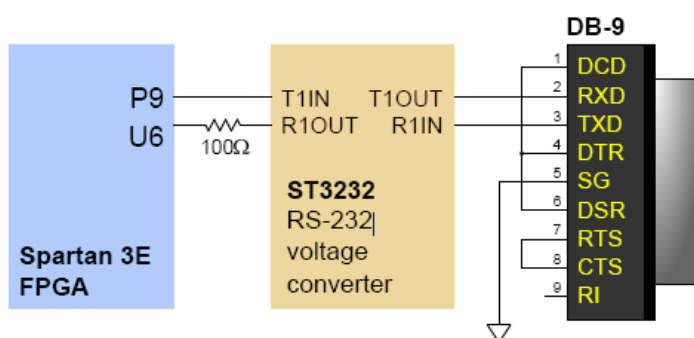 DB-9
P9
U6
100Ω
Spartan 3E
FPGA
T1IN T1OUT
R1OUT R1IN
ST3232
RS-232|
voltage
converter
1 DCD
2 RXD
3 TXD
4 DTR
5 SG
6 DSR
7 RTS
8 CTS
9 RI